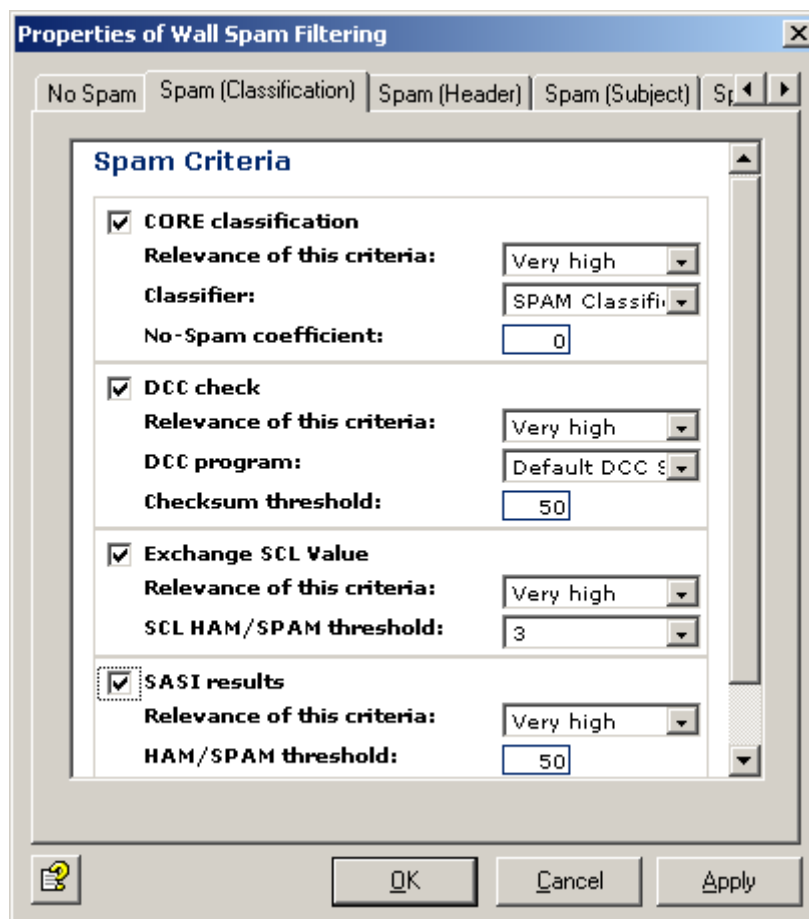 Properties of Wall Spam Filtering
No Spam Spam (Classification) Spam (Header) Spam (Subject)
Spam Criteria
CORE classification
Relevance of this criteria: Very high
Classifier: SPAM
No-Spam coefficient: 0
DCC check
Relevance of this criteria: Very high
DCC program: Default DCC
Checksum threshold: 50
Exchange SCL Value
Relevance of this criteria: Very high
SCL HAM/SPAM threshold: 3
SASI results
Relevance of this criteria: Very high
HAM/SPAM threshold: 50
OK Cancel Apply